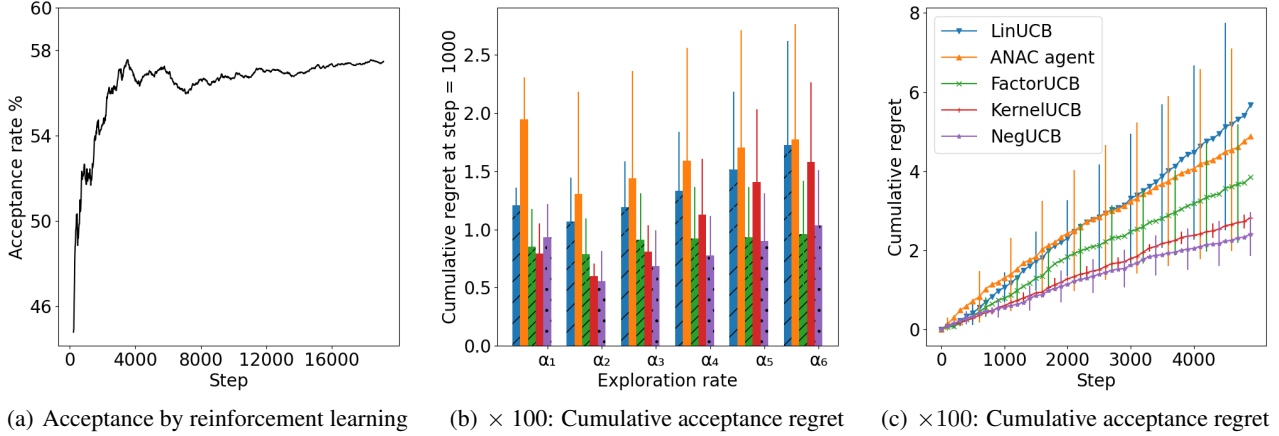 60
58
54
50
46
0
4000
8000
12000
16000
Acceptance rate %
Step
(a) Acceptance by reinforcement learning
2.5
2.0
1.5
1.0
0.5
0.0
α₁
α₂
α₃
α₄
α₅
α₆
Cumulative regret at step = 1000
Exploration rate
(b) × 100: Cumulative acceptance regret
8
6
4
2
0
0
1000
2000
3000
4000
Cumulative regret
Step
LinUCB
ANAC agent
FactorUCB
KernelUCB
NegUCB
(c) ×100: Cumulative acceptance regret